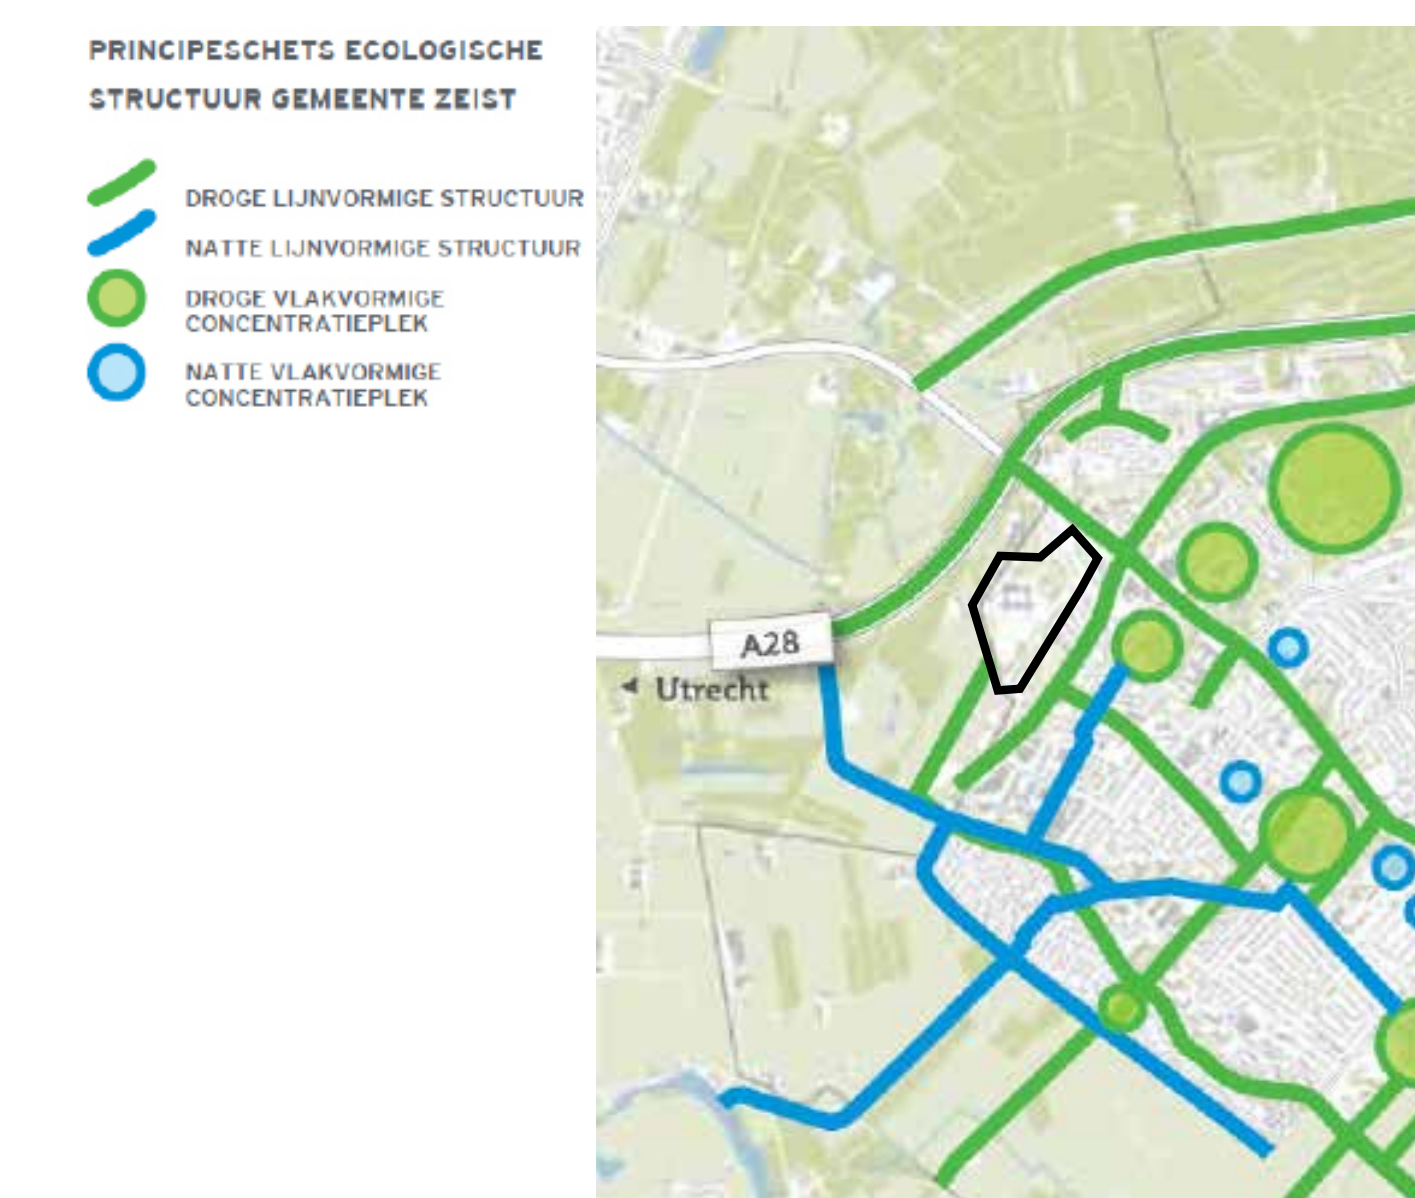 PRINCIPESCHETS ECOLOGISCHE
STRUCTUUR GEMEENTE ZEIST
DROGE LIJNVORMIGE STRUCTUUR
NATTE LIJNVORMIGE STRUCTUUR
DROGE VLAKVORMIGE
CONCENTRATIEPLEK
NATTE VLAKVORMIGE
CONCENTRATIEPLEK
A28
Utrecht